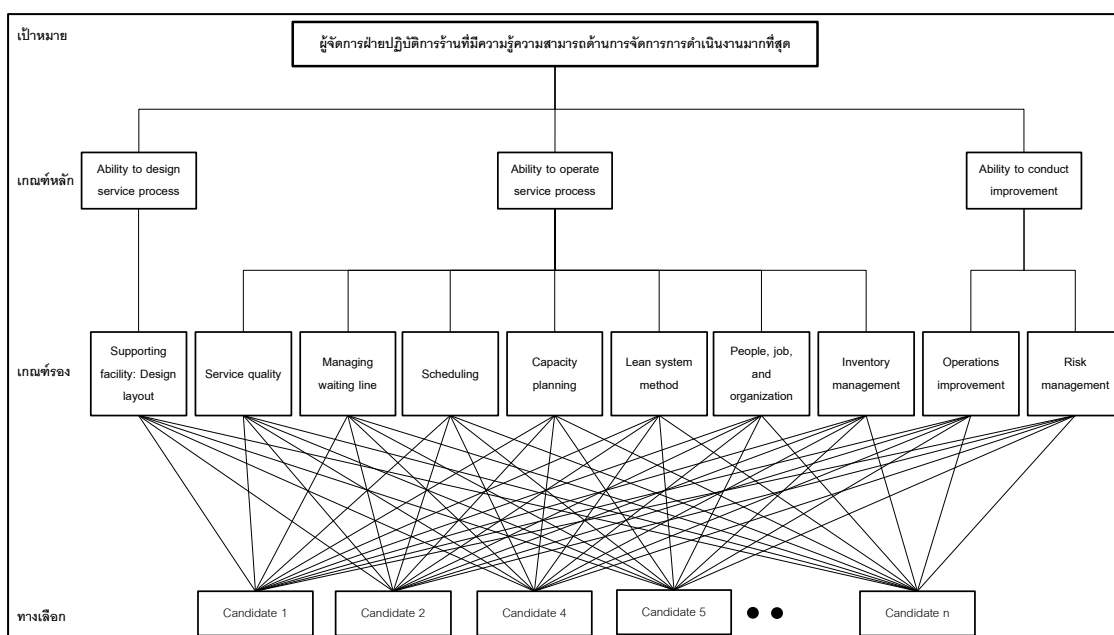 เป้าหมาย
ผู้จัดการฝ่ายปฏิบัติการร้านที่มีความรู้ความสามารถด้านการจัดการการดำเนินงานมากที่สุด
เกณฑ์หลัก
Ability to design
service process
Ability to operate
service process
Ability to conduct
improvement
เกณฑ์รอง
Supporting
facility: Design
layout
Service quality
Managing
waiting line
Scheduling
Capacity
planning
Lean system
method
People, job,
and
organization
Inventory
management
Operations
improvement
Risk
management
ทางเลือก
Candidate 1
Candidate 2
Candidate 4
Candidate 5
Candidate n